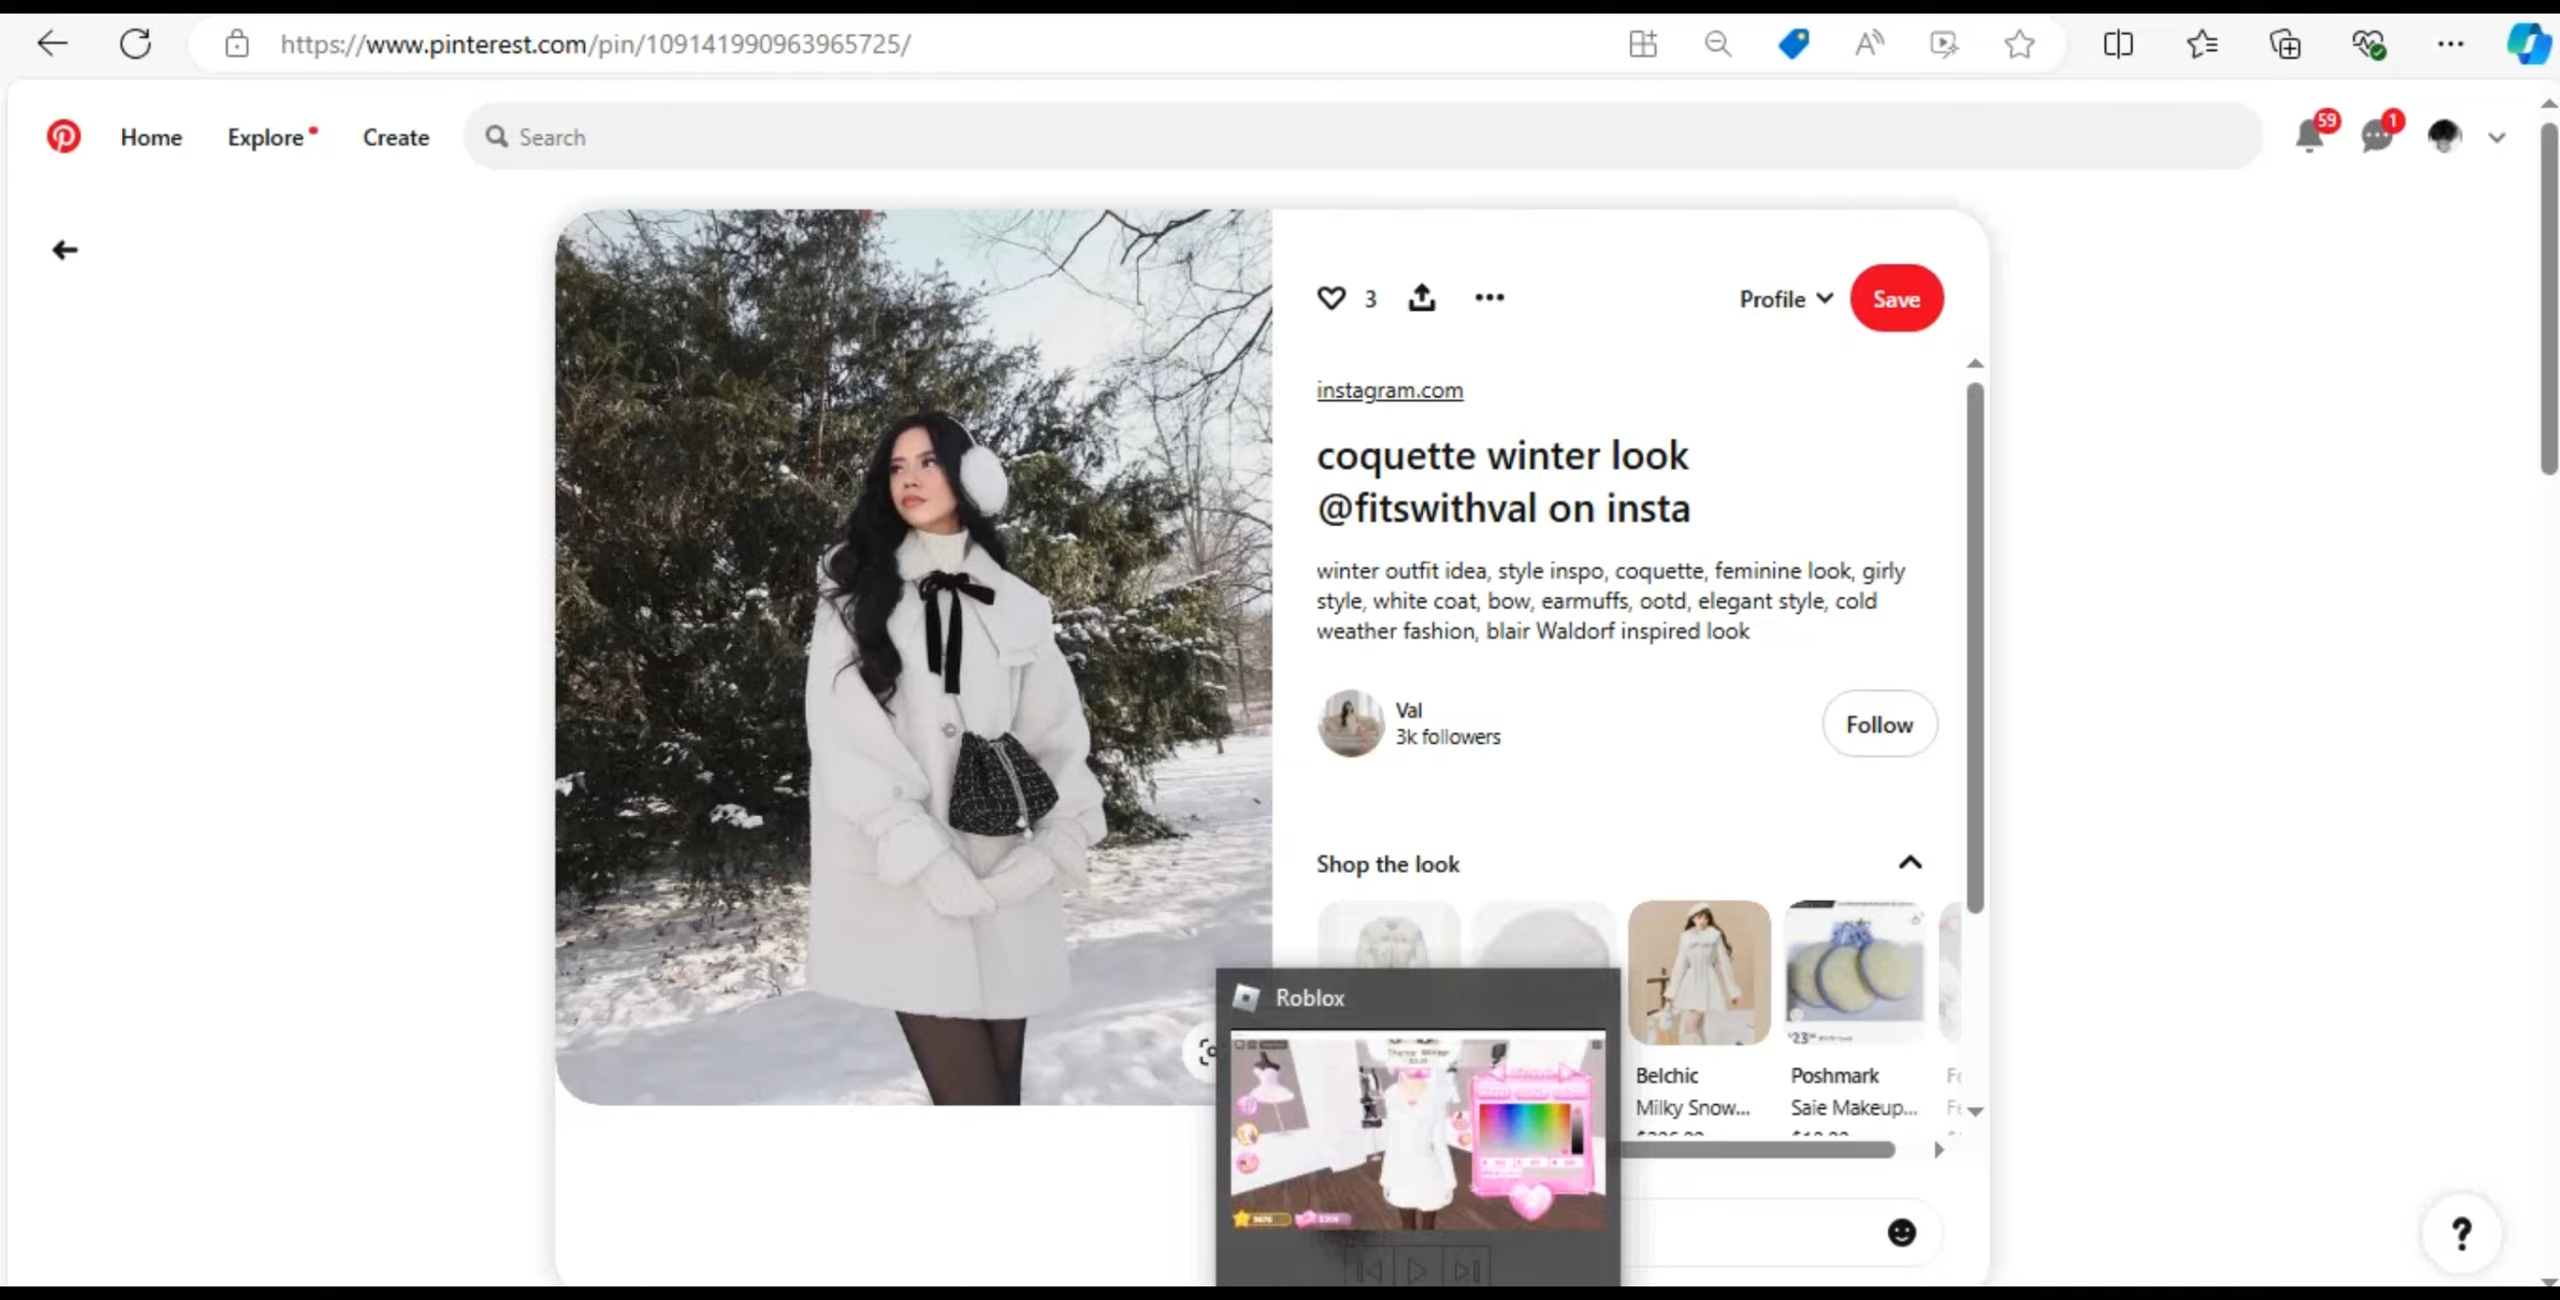 https://www.pinterest.com/pin/109141990963965725/
Home
Explore
Create
Search
59
1
3
Profile
Save
instagram.com
coquette winter look
@fitswithval on insta
winter outfit idea, style inspo, coquette, feminine look, girly
style, white coat, bow, earmuffs, ootd, elegant style, cold
weather fashion, blair Waldorf inspired look
Val
3k followers
Follow
Shop the look
Roblox
Theme: Winter
Belchic
Milky Snow...
Poshmark
Saie Makeup...
?